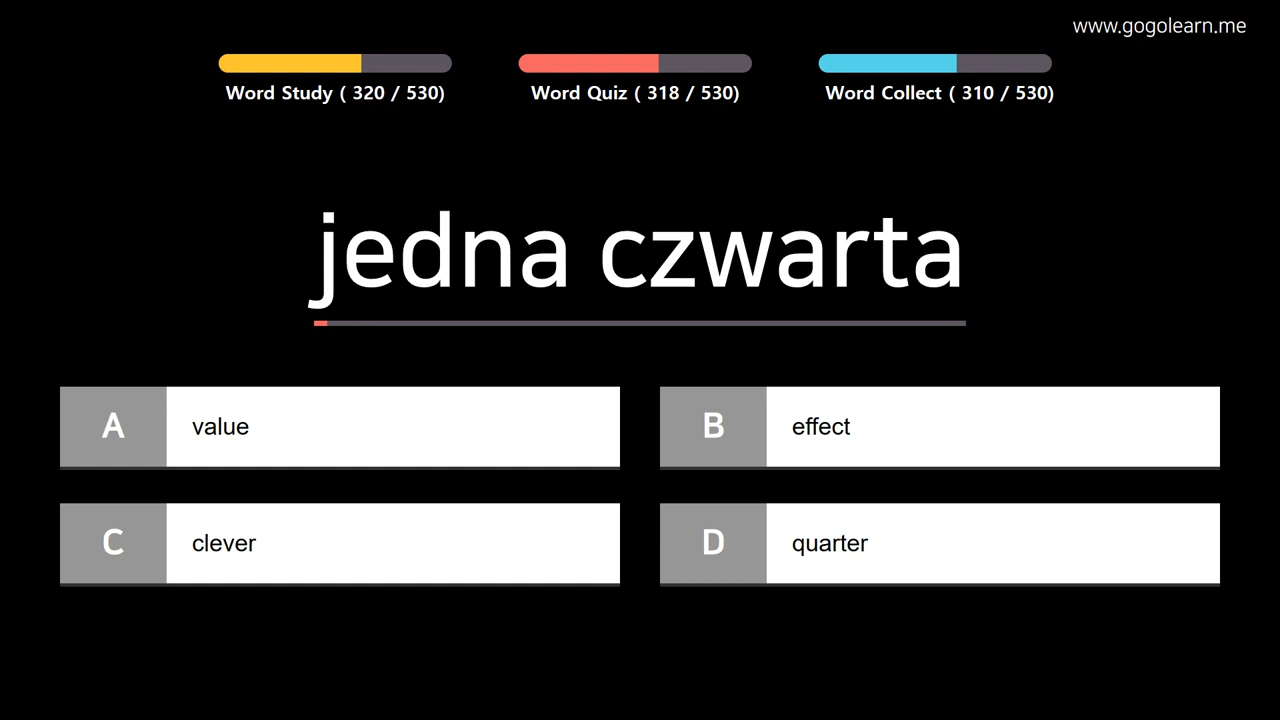 www.gogolearn.me
Word Study ( 320 / 530)
Word Quiz ( 318 / 530)
Word Collect ( 310 / 530)
jedna czwarta
A
value
B
effect
C
clever
D
quarter